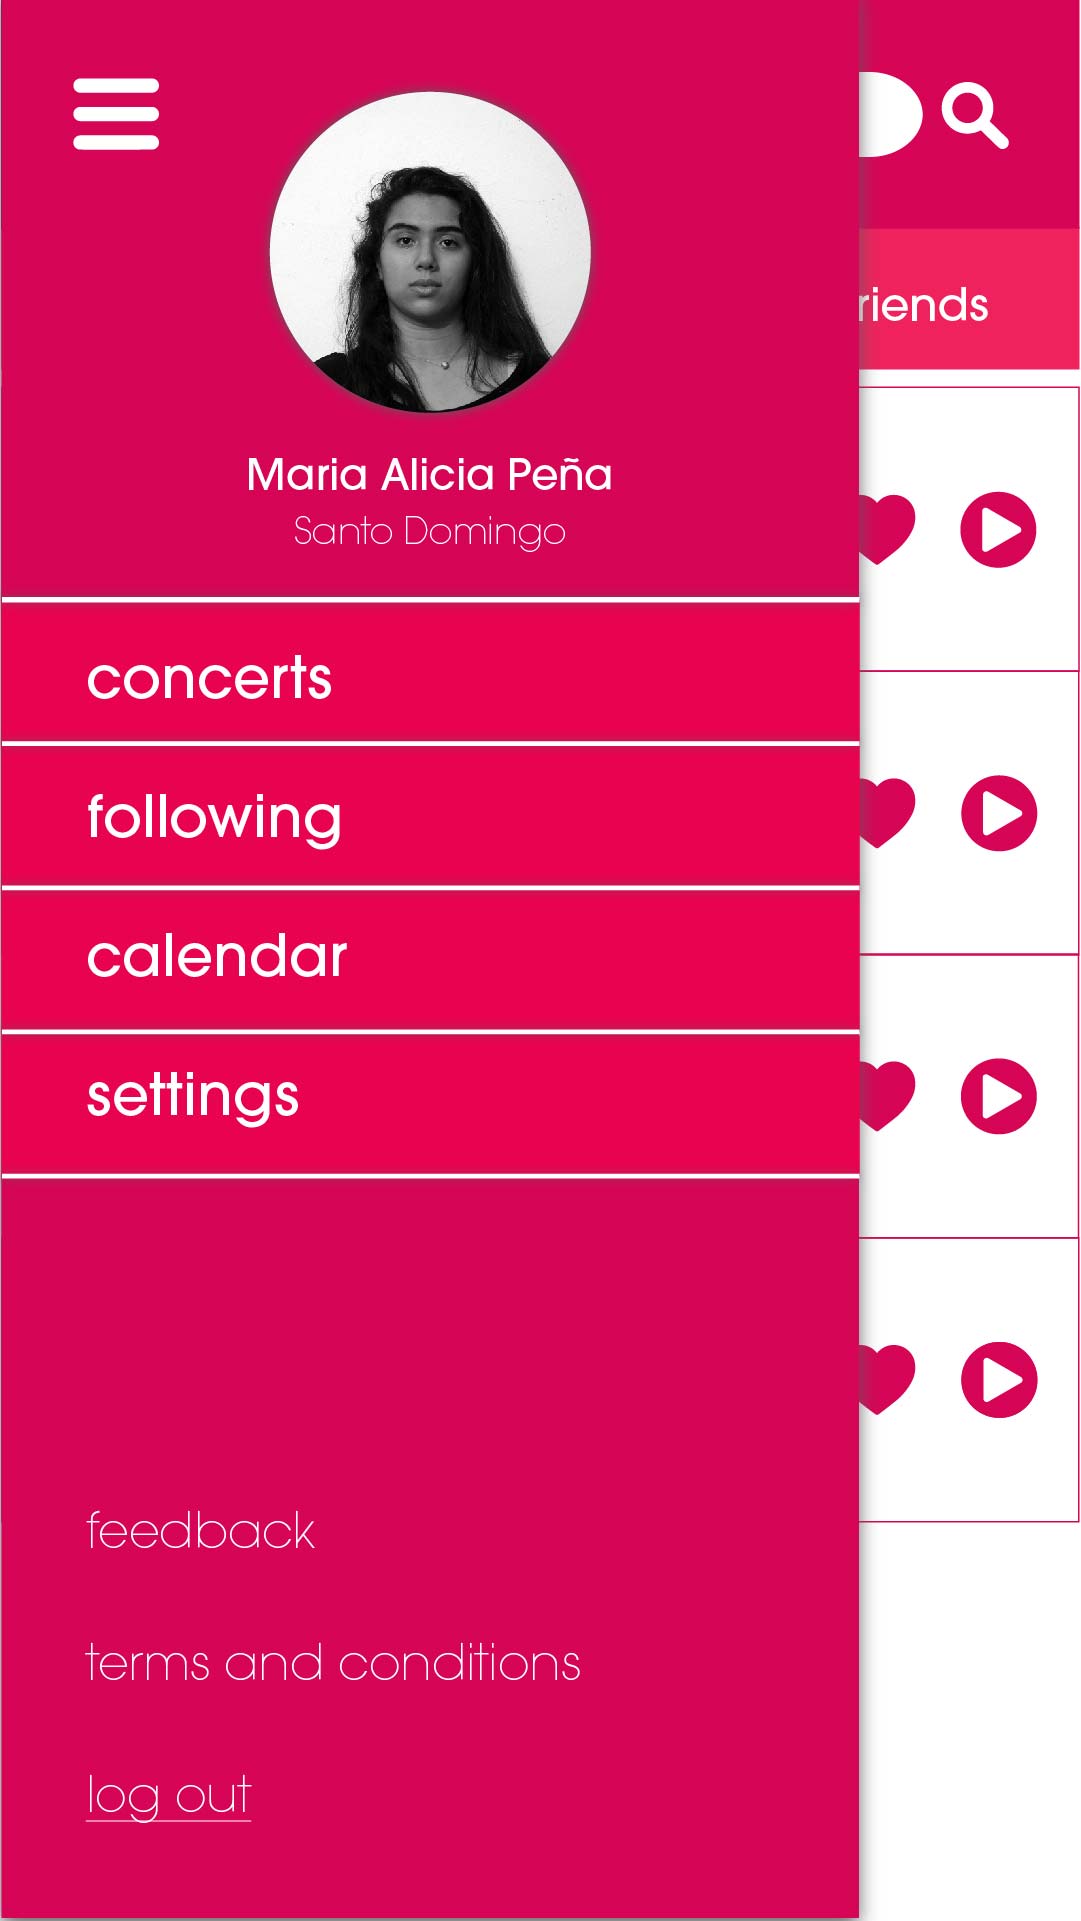 Maria Alicia Peña
Santo Domingo
riends
concerts
following
calendar
settings
feedback
terms and conditions
log out